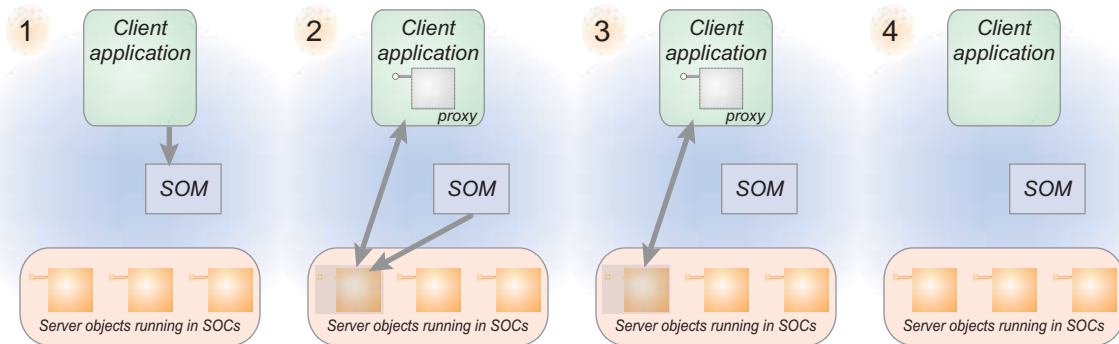 1
Client
application
SOM
Server objects running in SOCs
2
Client
application
proxy
SOM
Server objects running in SOCs
3
Client
application
proxy
SOM
Server objects running in SOCs
4
Client
application
SOM
Server objects running in SOCs